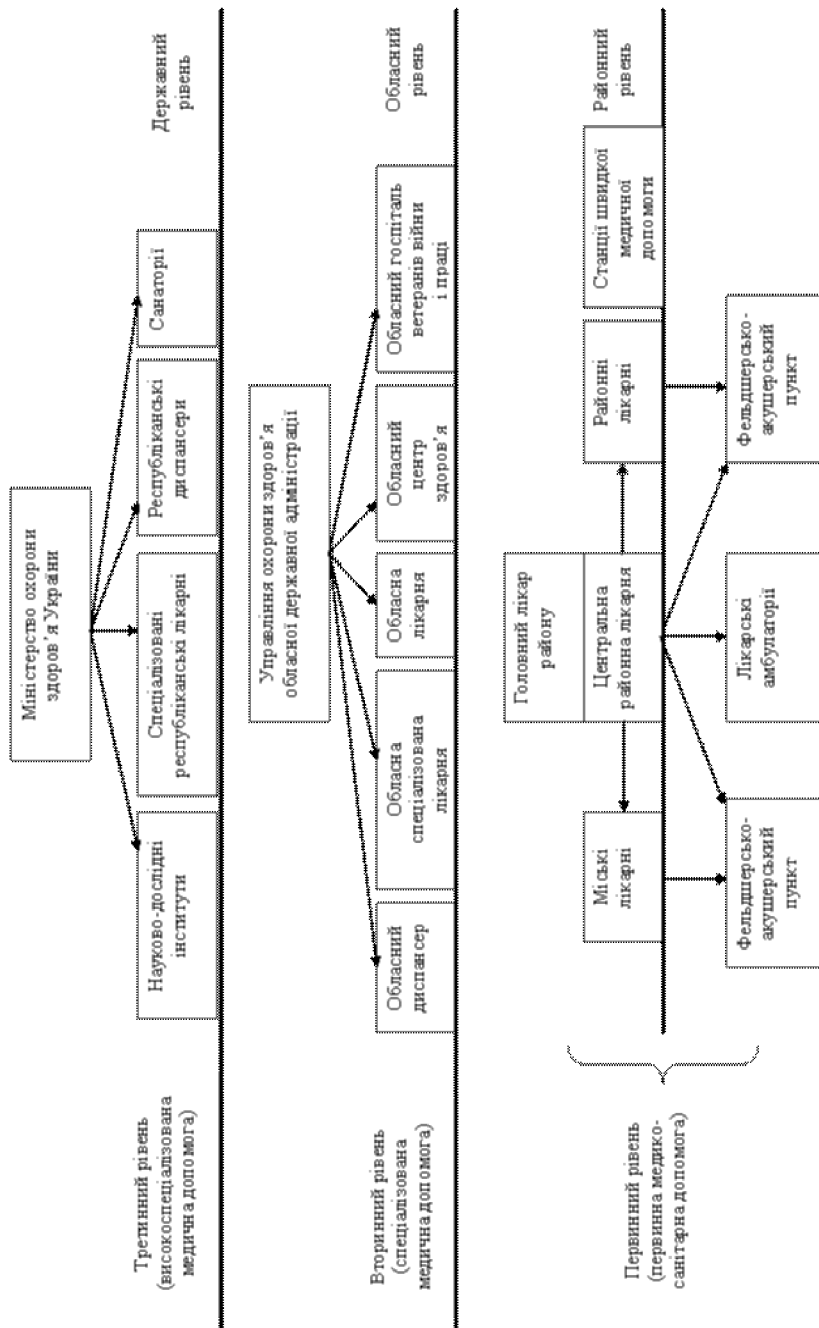 Міністерство охорони
здоров'я України
Третинний рівень
(високоспеціалізована
медична допомога)
Науково-дослідні
інститути
Спеціалізовані
республіканські лікарні
Республіканські
диспансери
Санаторії
Державний
рівень
Управління охорони здоров'я
обласної державної адміністрації
Вторинний рівень
(спеціалізована
медична допомога)
Обласний
диспансер
Обласна
спеціалізована
лікарня
Обласна
лікарня
Обласний
центр
здоров'я
Обласний госпіталь
ветеранів війни
і праці
Обласний
рівень
Головний лікар
району
Первинний рівень
(первинна медико-
санітарна допомога)
Міські
лікарні
Центральна
районна лікарня
Районні
лікарні
Станції швидкої
медичної
допомоги
Районний
рівень
Фельдшерсько-
акушерський
пункт
Лікарські
амбулаторії
Фельдшерсько-
акушерський
пункт